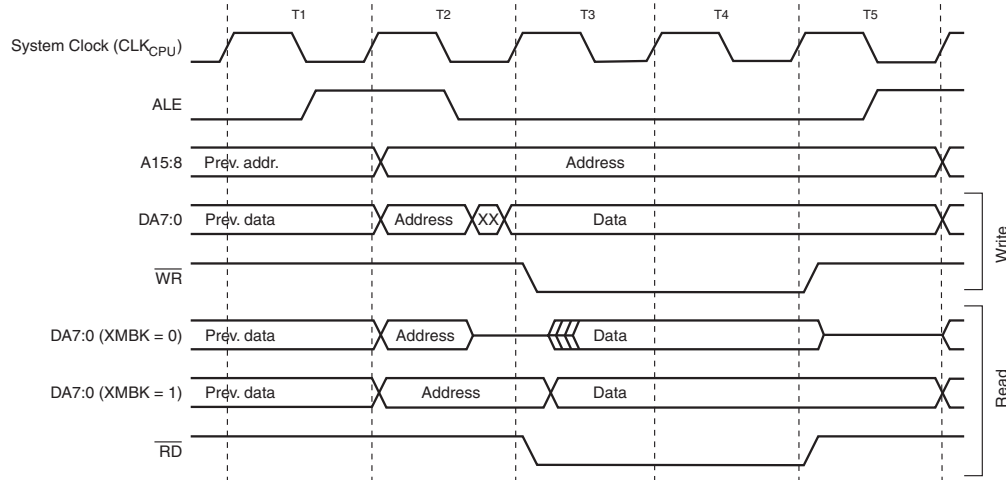 T1 T2 T3 T4 T5
System Clock (CLKCPU)
ALE
A15:8 Prev. addr. Address
DA7:0 Prev. data Address XX Data
WR
Write
DA7:0 (XMBK = 0) Prev. data Address Data
DA7:0 (XMBK = 1) Prev. data Address Data
RD
Read